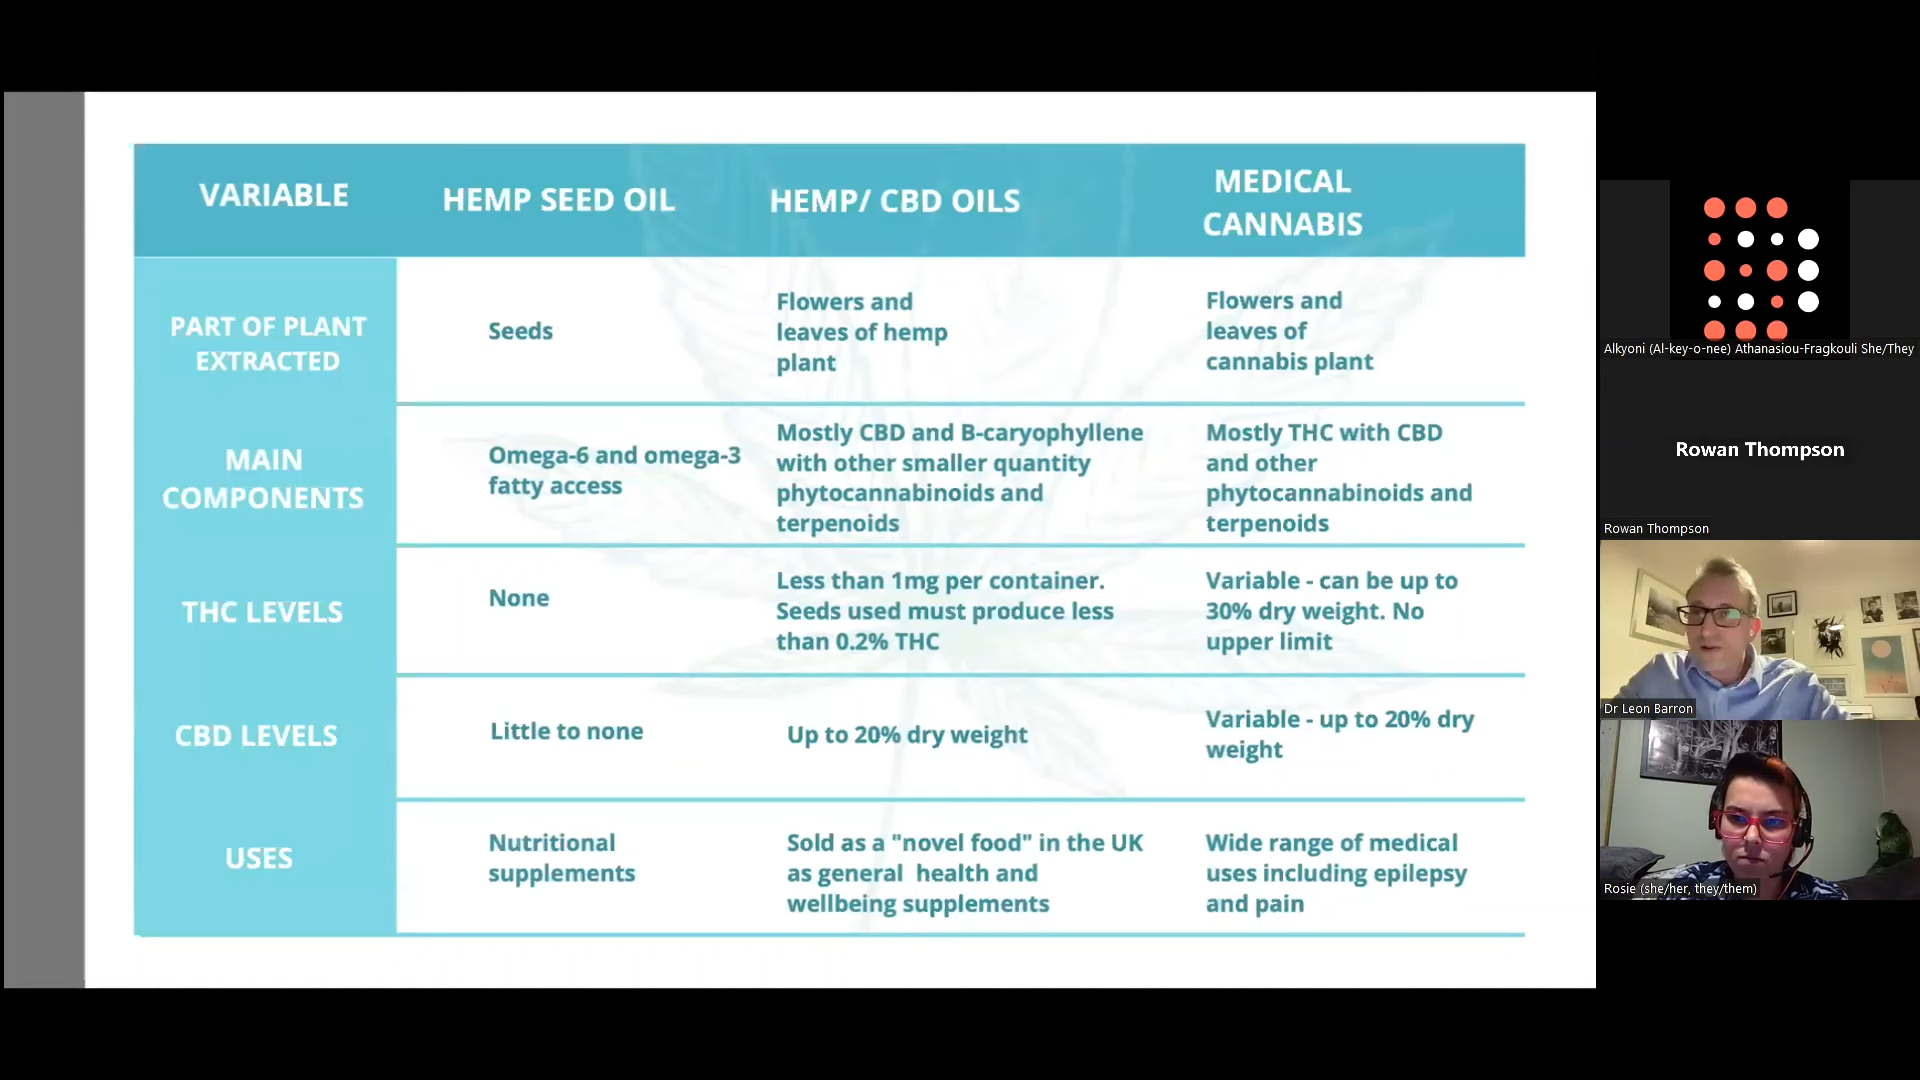 VARIABLE
HEMP SEED OIL
HEMP/ CBD OILS
MEDICAL
CANNABIS
PART OF PLANT
EXTRACTED
Seeds
Flowers and
leaves of hemp
plant
Flowers and
leaves of
cannabis plant
MAIN
COMPONENTS
Omega-6 and omega-3
fatty access
Mostly CBD and B-caryophyllene
with other smaller quantity
phytocannabinoids and
terpenoids
Mostly THC with CBD
and other
phytocannabinoids and
terpenoids
THC LEVELS
None
Less than 1mg per container.
Seeds used must produce less
than 0.2% THC
Variable - can be up to
30% dry weight. No
upper limit
CBD LEVELS
Little to none
Up to 20% dry weight
Variable - up to 20% dry
weight
USES
Nutritional
supplements
Sold as a "novel food" in the UK
as general  health and
wellbeing supplements
Wide range of medical
uses including epilepsy
and pain
Alkyoni (Al-key-o-nee) Athanasiou-Fragkouli She/They
Rowan Thompson
Rowan Thompson
Dr Leon Barron
Rosie (she/her, they/them)